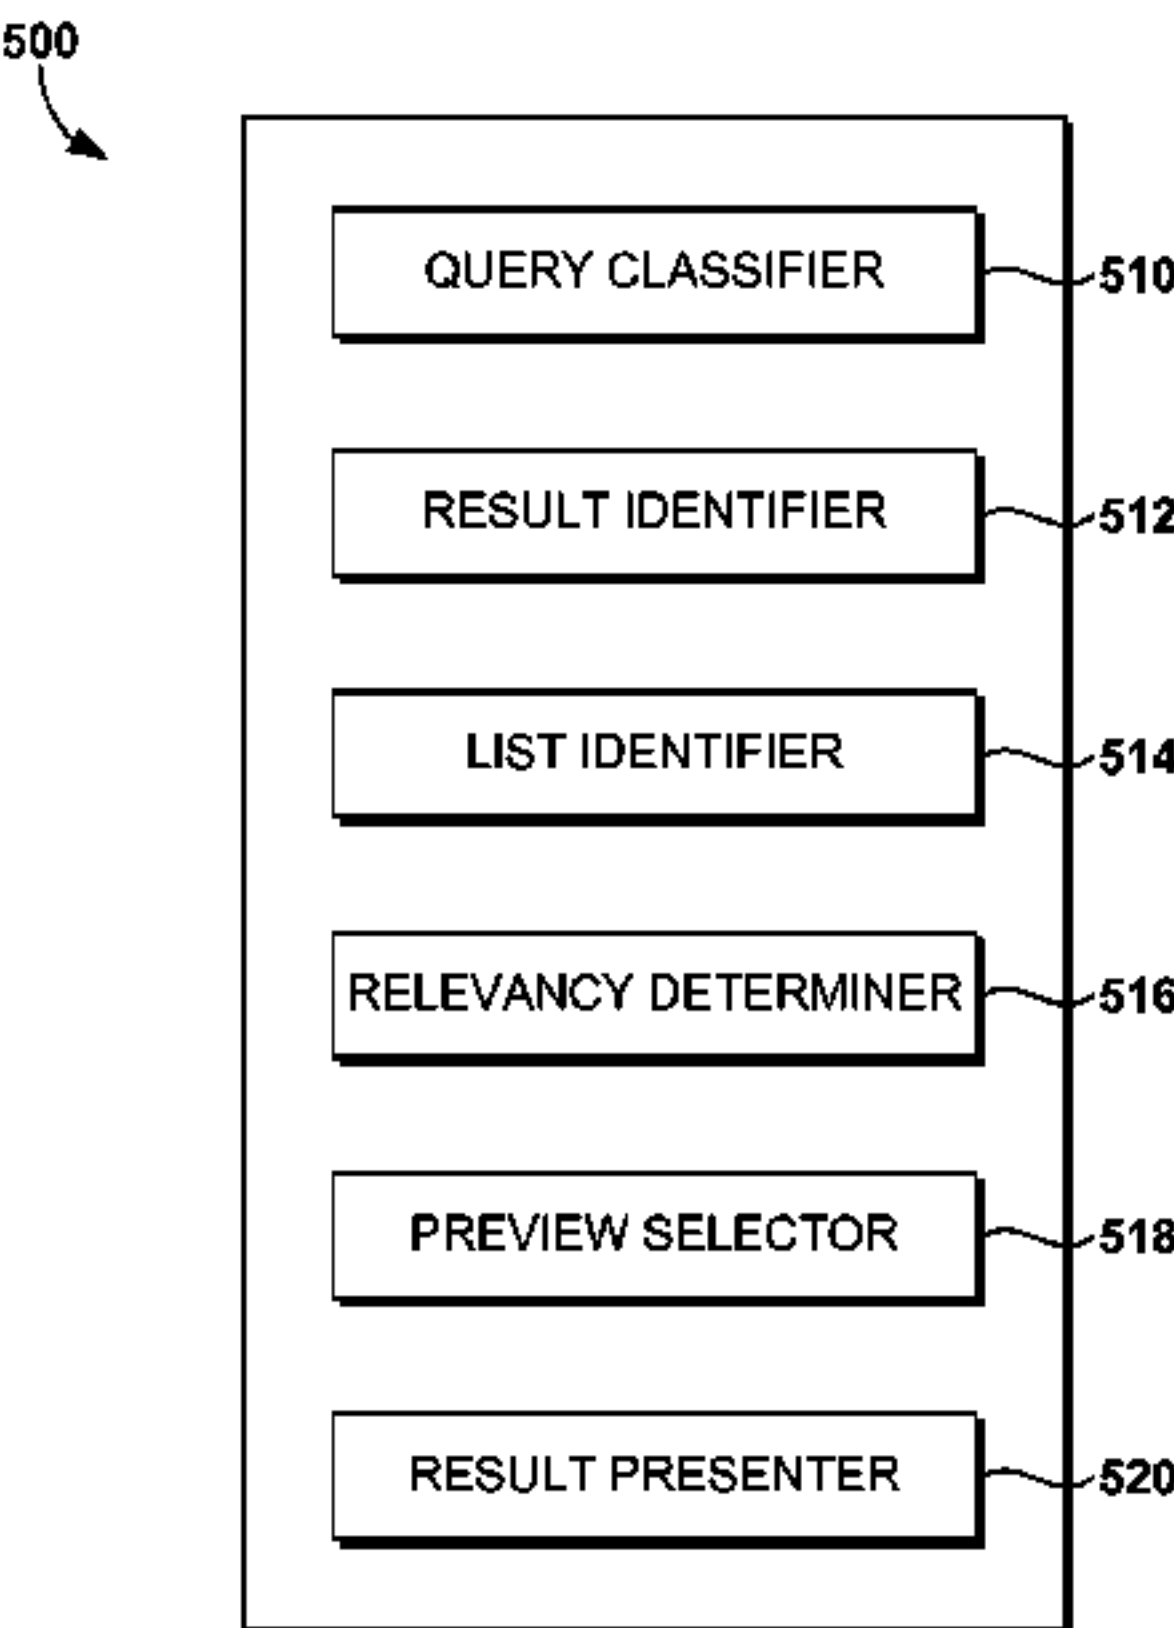 500
QUERY CLASSIFIER 510
RESULT IDENTIFIER 512
LIST IDENTIFIER 514
RELEVANCY DETERMINER 516
PREVIEW SELECTOR 518
RESULT PRESENTER 520